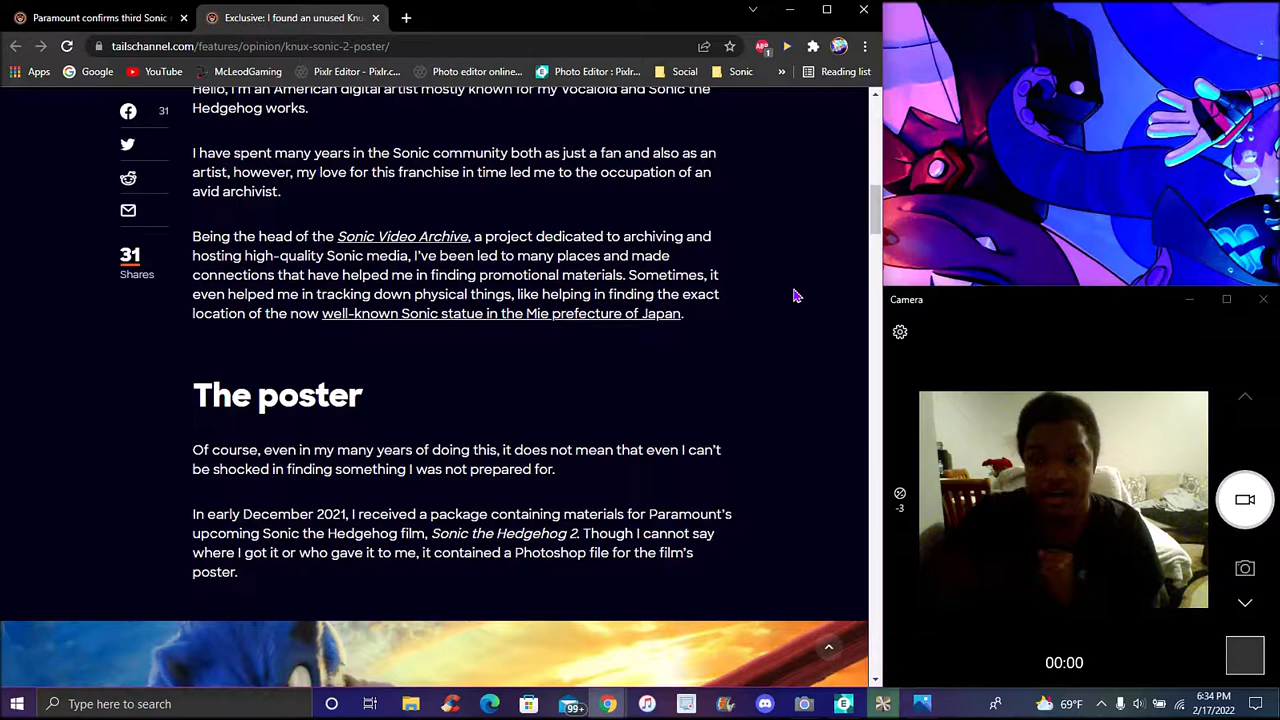 Paramount confirms third Sonic
Exclusive: I found an unused Knu
tailschannel.com/features/opinion/knux-sonic-2-poster/
ABP
1
Apps
Google
YouTube
McLeodGaming
Pixlr Editor - Pixlr.c...
Photo editor online...
Photo Editor : Pixlr...
Social
Sonic
»
Reading list
Hello, I'm an American digital artist mostly known for my Vocaloid and Sonic the
Hedgehog works.
31
I have spent many years in the Sonic community both as just a fan and also as an
artist, however, my love for this franchise in time led me to the occupation of an
avid archivist.
Being the head of the Sonic Video Archive, a project dedicated to archiving and
hosting high-quality Sonic media, I've been led to many places and made
connections that have helped me in finding promotional materials. Sometimes, it
even helped me in tracking down physical things, like helping in finding the exact
location of the now well-known Sonic statue in the Mie prefecture of Japan.
31
Shares
The poster
Of course, even in my many years of doing this, it does not mean that even I can't
be shocked in finding something I was not prepared for.
In early December 2021, I received a package containing materials for Paramount's
upcoming Sonic the Hedgehog film, Sonic the Hedgehog 2. Though I cannot say
where I got it or who gave it to me, it contained a Photoshop file for the film's
poster.
Camera
-3
00:00
Type here to search
99+
69°F
6:34 PM
2/17/2022